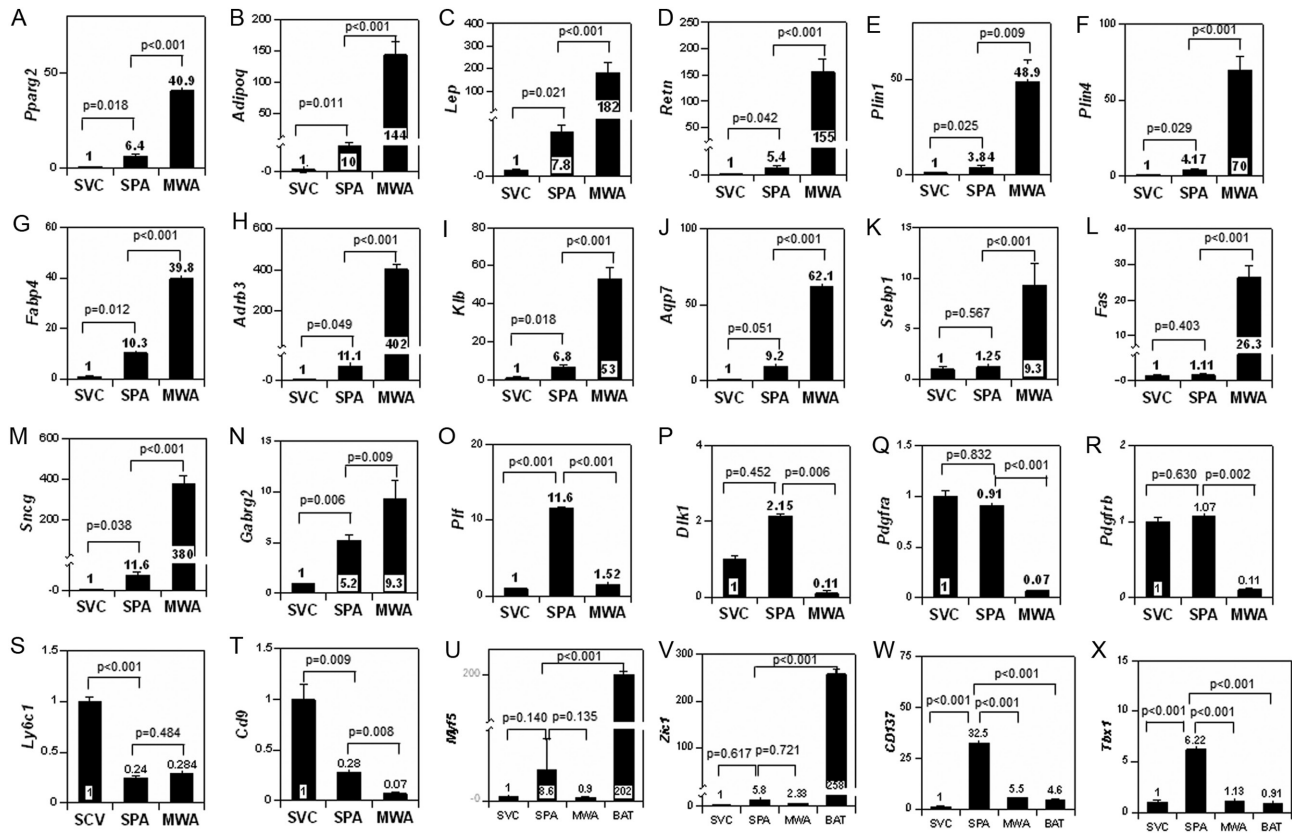 A
Pparg2
50
0
p<0.001
p=0.018
1
6.4
40.9
SVC SPA MWA
B
Adipoq
200
150
100
50
-0
p<0.001
p=0.011
1
10
144
SVC SPA MWA
C
Lep
400
300
200
100
-0
p<0.001
p=0.021
1
7.8
182
SVC SPA MWA
D
Retn
250
200
150
100
50
-0
p<0.001
p=0.042
1
5.4
155
SVC SPA MWA
E
Plin1
50
0
p=0.009
p=0.025
1
3.84
48.9
SVC SPA MWA
F
Plin4
100
50
0
p<0.001
p=0.029
1
4.17
70
SVC SPA MWA
G
Fabp4
60
40
20
0
p<0.001
p=0.012
1
10.3
39.8
SVC SPA MWA
H
Adrb3
600
400
200
-0
p<0.001
p=0.049
1
11.1
402
SVC SPA MWA
I
Klb
80
60
40
20
0
p<0.001
p=0.018
1
6.8
53
SVC SPA MWA
J
Aqp7
100
50
0
p<0.001
p=0.051
1
9.2
62.1
SVC SPA MWA
K
Srebp1
15
10
5
0
p<0.001
p=0.567
1
1.25
9.3
SVC SPA MWA
L
Fas
40
30
20
10
-0
p<0.001
p=0.403
1
1.11
26.3
SVC SPA MWA
M
Sncg
600
400
200
-0
p<0.001
p=0.038
1
11.6
380
SVC SPA MWA
N
Gabrg2
15
10
5
0
p=0.009
p=0.006
1
5.2
9.3
SVC SPA MWA
O
Plf
20
10
0
p<0.001 p<0.001
1
11.6
1.52
SVC SPA MWA
P
Dlk1
4
2
0
p=0.452 p=0.006
1
2.15
0.11
SVC SPA MWA
Q
Pdgfra
1.5
1
0.5
0
p=0.832
p<0.001
1
0.91
0.07
SVC SPA MWA
R
Pdgfrb
2
1
0
p=0.630 p=0.002
1
1.07
0.11
SVC SPA MWA
S
Ly6c1
1.5
1
0.5
0
p<0.001
p=0.484
1
0.24
0.284
SCV SPA MWA
T
Cd9
1.5
1
0.5
0
p=0.009
p=0.008
1
0.28
0.07
SVC SPA MWA
U
Myf5
200
-0
p<0.001
p=0.140 p=0.135
1
8.6
0.9
202
SVC SPA MWA BAT
V
Zic1
300
250
200
150
100
0
p<0.001
p=0.617 p=0.721
1
5.8
2.33
258
SVC SPA MWA BAT
W
CD137
75
50
25
0
p<0.001
p<0.001 p<0.001
1
32.5
5.5
4.6
SVC SPA MWA BAT
X
Tbx1
15
10
5
0
p<0.001
p<0.001 p<0.001
1
6.22
1.13
0.91
SVC SPA MWA BAT